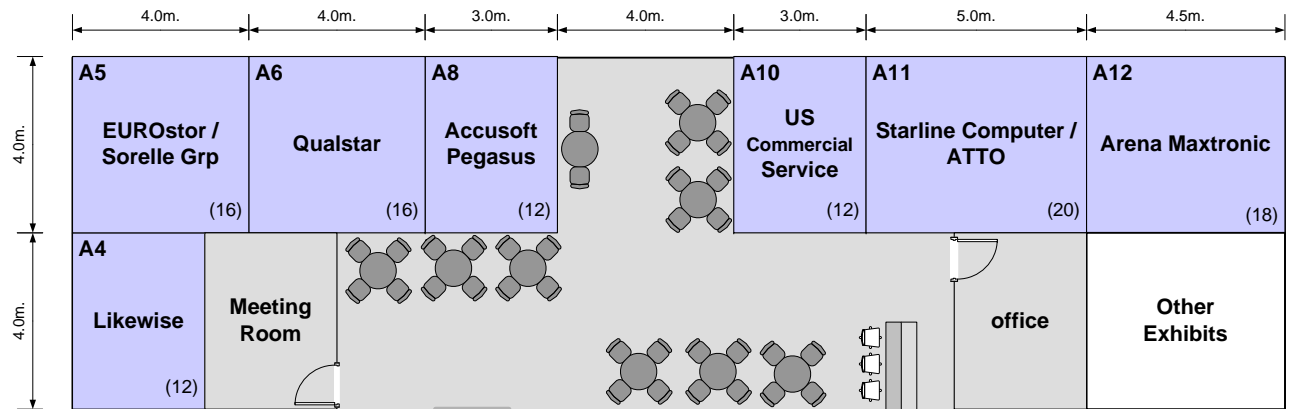 4.0m.
4.0m.
3.0m.
4.0m.
3.0m.
5.0m.
4.5m.
4.0m.
A5
EUROstor /
Sorelle Grp
(16)
A6
Qualstar
(16)
A8
Accusoft
Pegasus
(12)
A10
US
Commercial
Service
(12)
A11
Starline Computer /
ATTO
(20)
A12
Arena Maxtronic
(18)
4.0m.
A4
Likewise
(12)
Meeting
Room
office
Other
Exhibits